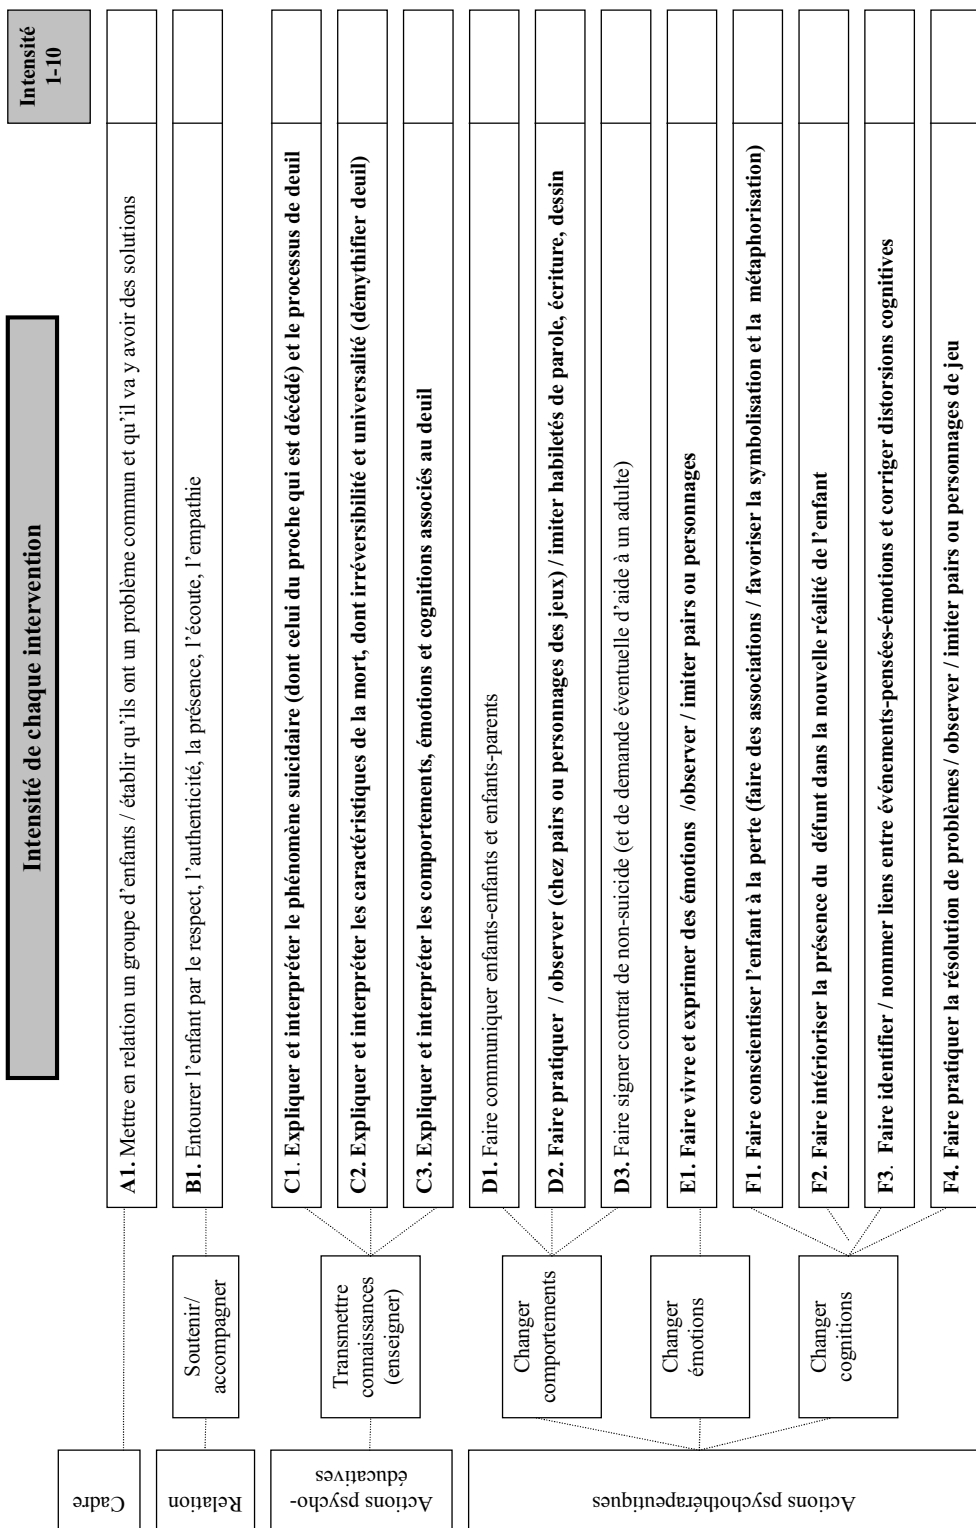 Intensité de chaque intervention
Intensité
1-10
Cadre
A1. Mettre en relation un groupe d'enfants / établir qu'ils ont un problème commun et qu'il va y avoir des solutions
Relation
Soutenir/
accompagner
B1. Entourer l'enfant par le respect, l'authenticité, la présence, l'écoute, l'empathie
Actions psycho-
éducatives
Transmettre
connaissances
(enseigner)
C1. Expliquer et interpréter le phénomène suicidaire (dont celui du proche qui est décédé) et le processus de deuil
C2. Expliquer et interpréter les caractéristiques de la mort, dont irréversibilité et universalité (démythifier deuil)
C3. Expliquer et interpréter les comportements, émotions et cognitions associés au deuil
Actions psychothérapeutiques
Changer
comportements
D1. Faire communiquer enfants-enfants et enfants-parents
D2. Faire pratiquer / observer (chez pairs ou personnages des jeux) / imiter habiletés de parole, écriture, dessin
D3. Faire signer contrat de non-suicide (et de demande éventuelle d'aide à un adulte)
Changer
émotions
E1. Faire vivre et exprimer des émotions /observer / imiter pairs ou personnages
Changer
cognitions
F1. Faire conscientiser l'enfant à la perte (faire des associations / favoriser la symbolisation et la métaphorisation)
F2. Faire intérioriser la présence du défunt dans la nouvelle réalité de l'enfant
F3. Faire identifier / nommer liens entre événements-pensées-émotions et corriger distorsions cognitives
F4. Faire pratiquer la résolution de problèmes / observer / imiter pairs ou personnages de jeu